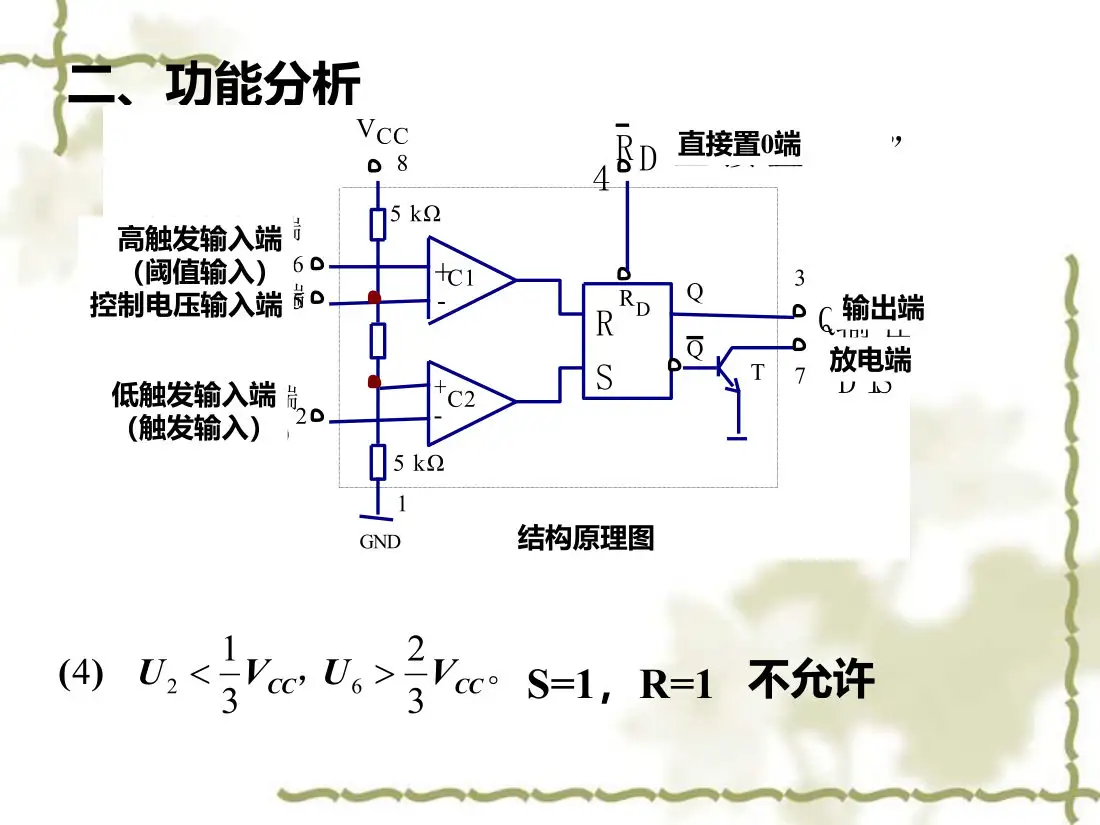 二、功能分析
VCC
8
R̅D
4
直接置0端
”
5 kΩ
高触发输入端
（阈值输入）
6
控制电压输入端
5
+
C1
-
RD
R
S
Q
Q̅
3
Q
输出端
放电端
7
T
低触发输入端
（触发输入）
2
+
C2
-
5 kΩ
1
GND
结构原理图
(4) U2 < 1/3 VCC, U6 > 2/3 VCC。 S=1，R=1 不允许